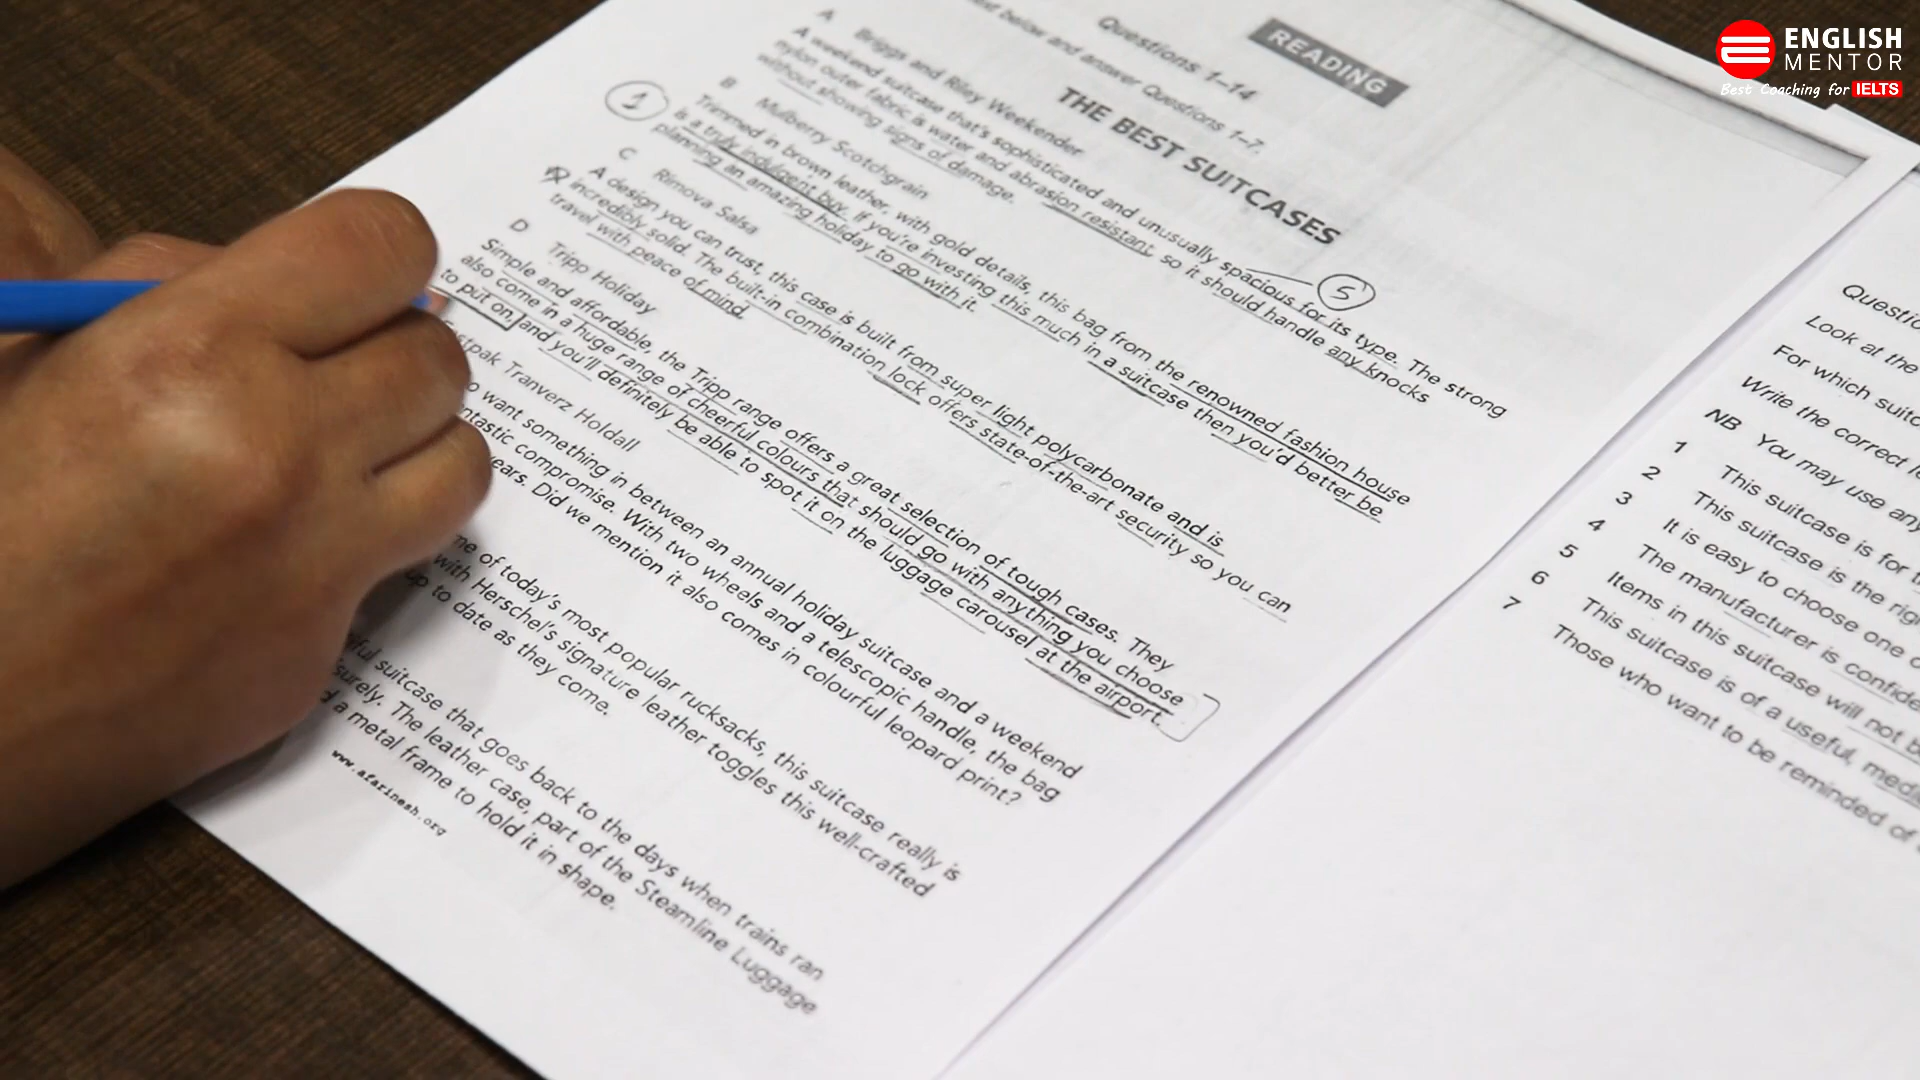 READING
Questions 1–14
text below and answer Questions 1–7.
THE BEST SUITCASES
A Briggs and Riley Weekender
A weekend suitcase that's sophisticated and unusually spacious for its type. The strong
nylon outer fabric is water and abrasion resistant, so it should handle any knocks
without showing signs of damage.
5
B Mulberry Scotchgrain
1
Trimmed in brown leather, with gold details, this bag from the renowned fashion house
is a truly indulgent buy. If you're investing this much in a suitcase then you'd better be
planning an amazing holiday to go with it.
C Rimova Salsa
A design you can trust, this case is built from super light polycarbonate and is
incredibly solid. The built-in combination lock offers state-of-the-art security so you can
travel with peace of mind
D Tripp Holiday
Simple and affordable, the Tripp range offers a great selection of tough cases. They
also come in a huge range of cheerful colours that should go with anything you choose
to put on, and you'll definitely be able to spot it on the luggage carousel at the airport.
Tranverz Holdall
want something in between an annual holiday suitcase and a weekend
compromise. With two wheels and a telescopic handle, the bag
years. Did we mention it also comes in colourful leopard print?
of today's most popular rucksacks, this suitcase really is
with Herschel's signature leather toggles this well-crafted
up to date as they come.
suitcase that goes back to the days when trains ran
The leather case, part of the Steamline Luggage
a metal frame to hold it in shape.
www.afarinesh.org
Look at the
For which
Write the correct
NB You may use any
1 This suitcase is for
2 This suitcase is the
3 It is easy to choose one
4 The manufacturer is
5 Items in this suitcase will not
6 This suitcase is of a useful,
7 Those who want to be reminded of
ENGLISH
MENTOR
Best Coaching for IELTS